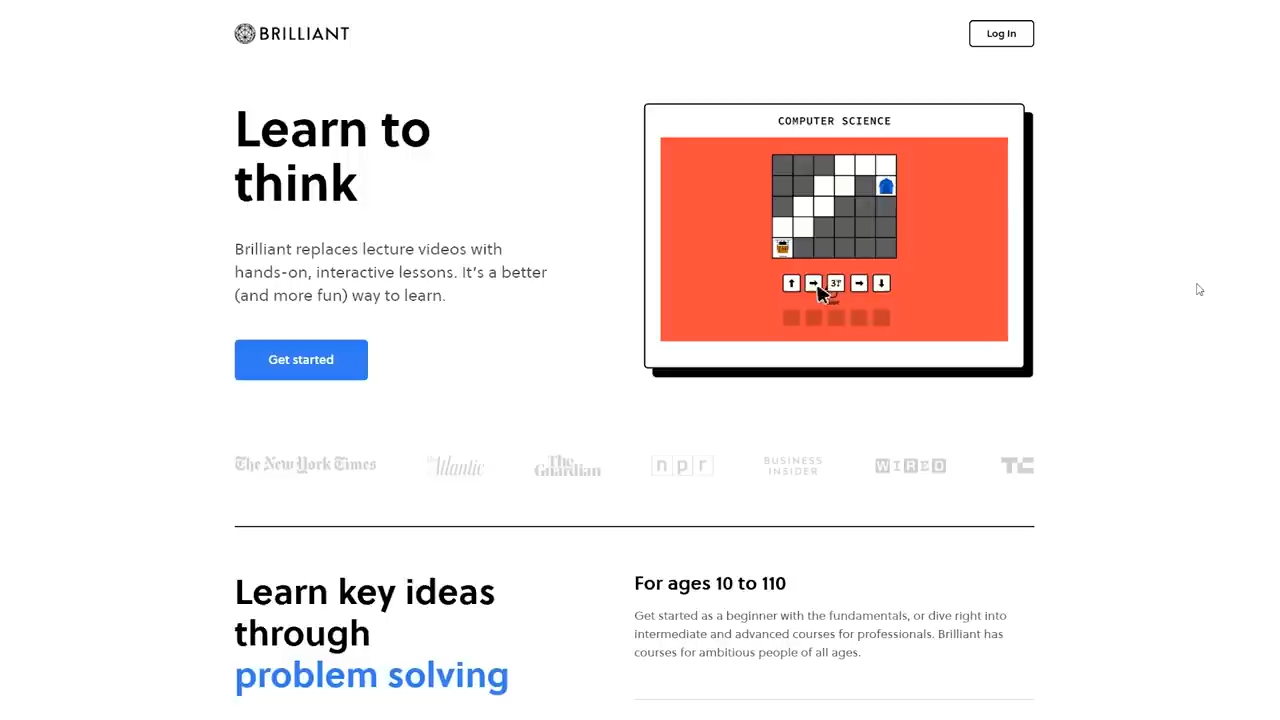 BRILLIANT
Log In
Learn to
think
Brilliant replaces lecture videos with
hands-on, interactive lessons. It's a better
(and more fun) way to learn.
Get started
COMPUTER SCIENCE
The New York Times
The Atlantic
The
Guardian
npr
BUSINESS
INSIDER
WIRED
TC
Learn key ideas
through
problem solving
For ages 10 to 110
Get started as a beginner with the fundamentals, or dive right into
intermediate and advanced courses for professionals. Brilliant has
courses for ambitious people of all ages.